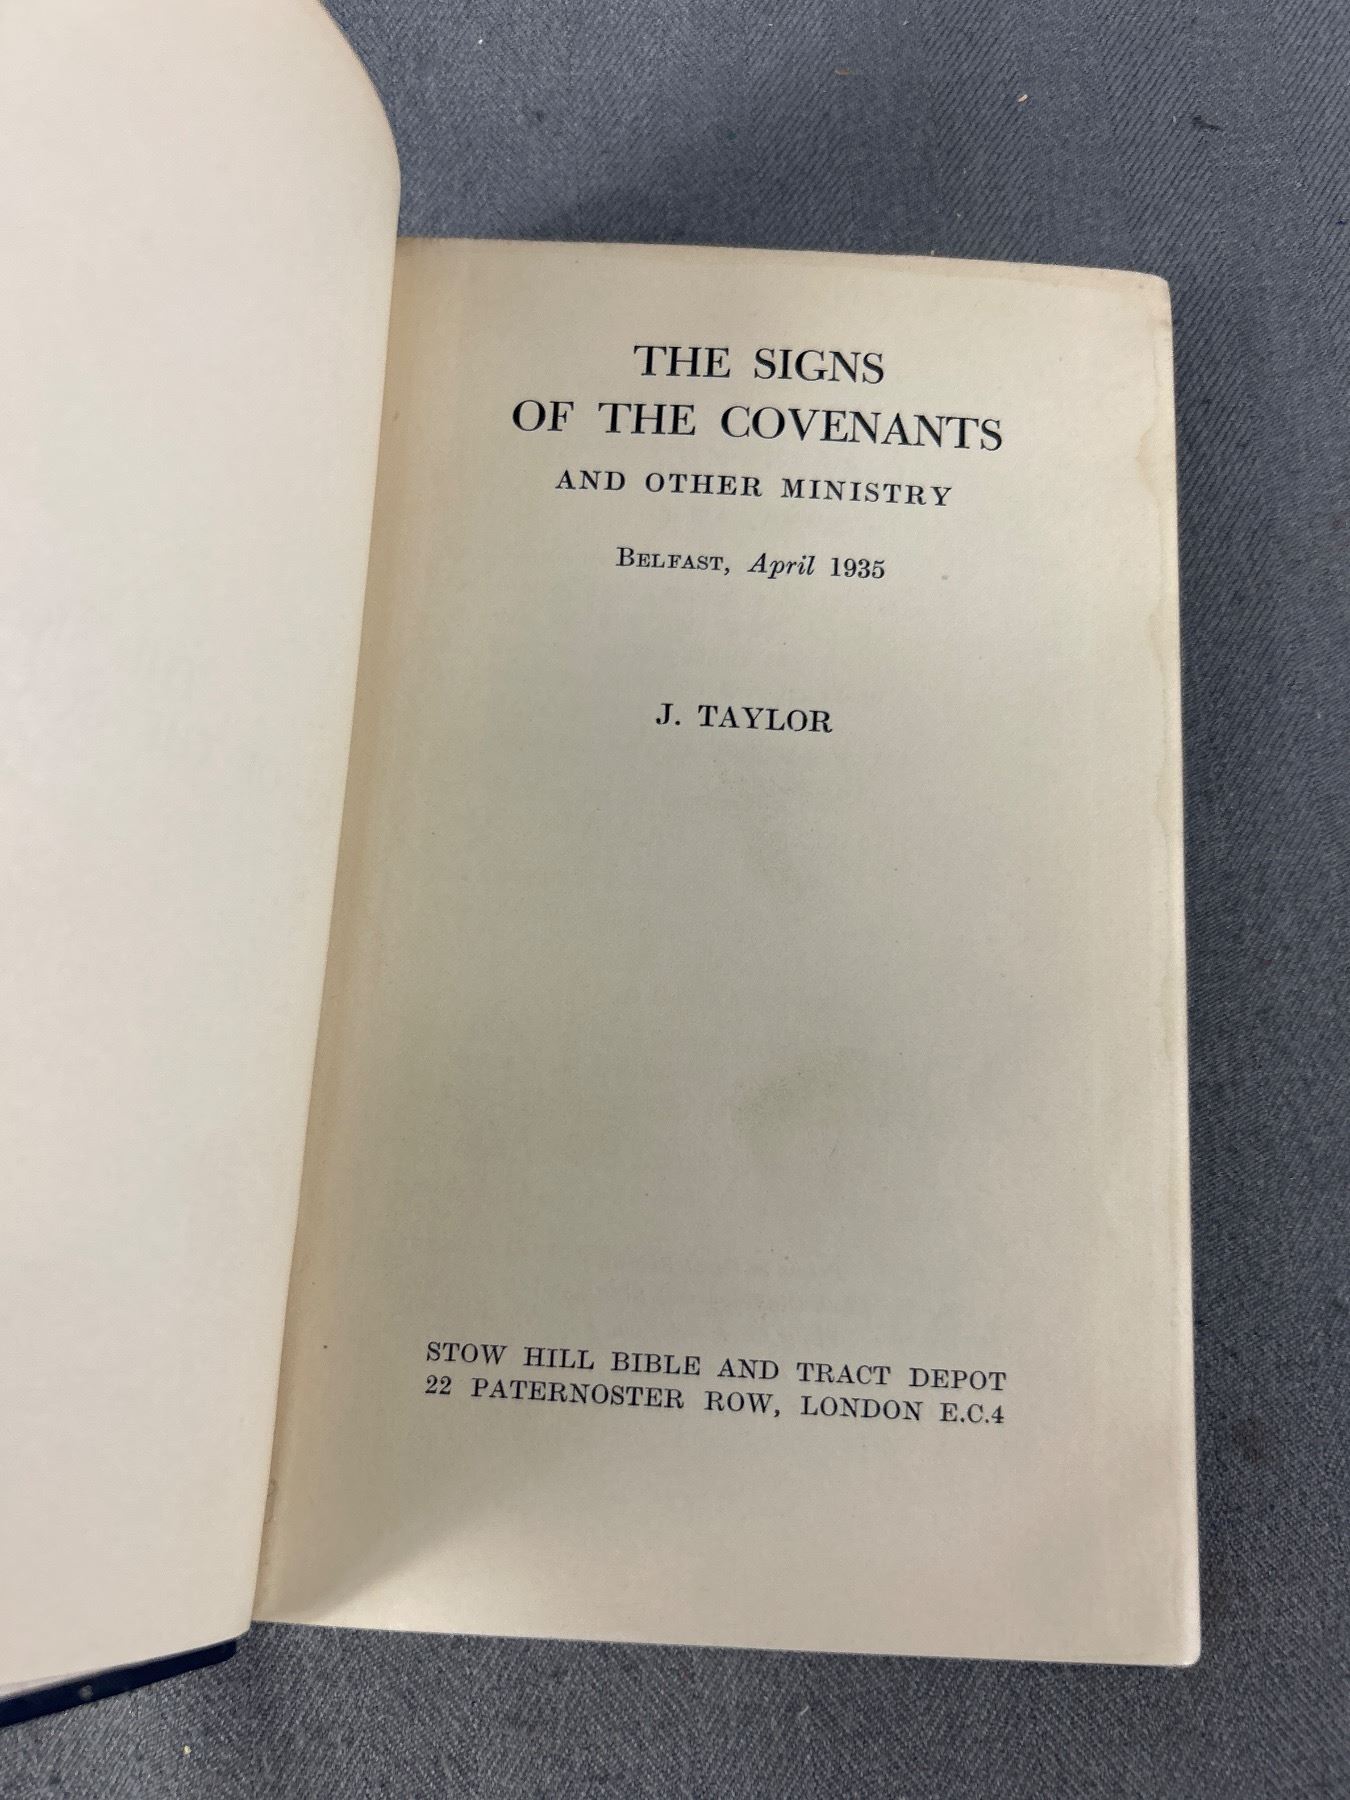 THE SIGNS
OF THE COVENANTS
AND OTHER MINISTRY
BELFAST, April 1935
J. TAYLOR
STOW HILL BIBLE AND TRACT DEPOT
22 PATERNOSTER ROW, LONDON E.C.4